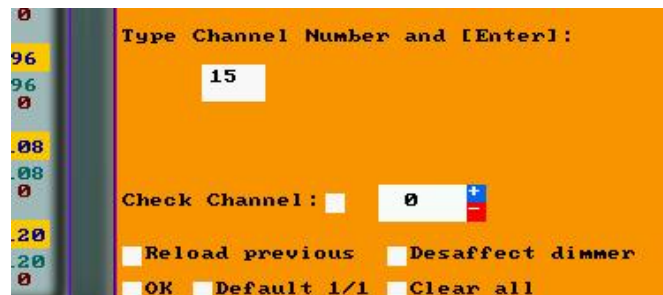 0
Type Channel Number and [Enter]:
96
15
96
0
08
08
0
Check Channel: 0 + -
20
Reload previous Desaffect dimmer
20
0
OK Default 1/1 Clear all